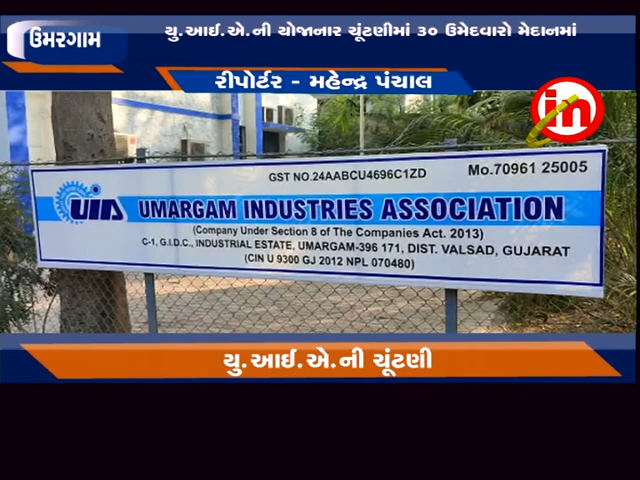 ઉમરગામ
યુ.આઈ.એ.ની યોજાનાર ચૂંટણીમાં ૩૦ ઉમેદવારો મેદાનમાં
રીપોર્ટર - મહેન્દ્ર પંચાલ
in
GST NO.24AABCU4696C1ZD
Mo.70961 25005
UIA
UMARGAM INDUSTRIES ASSOCIATION
(Company Under Section 8 of The Companies Act. 2013)
C-1, G.I.D.C., INDUSTRIAL ESTATE, UMARGAM-396 171, DIST. VALSAD, GUJARAT
(CIN U 9300 GJ 2012 NPL 070480)
યુ.આઈ.એ.ની ચૂંટણી